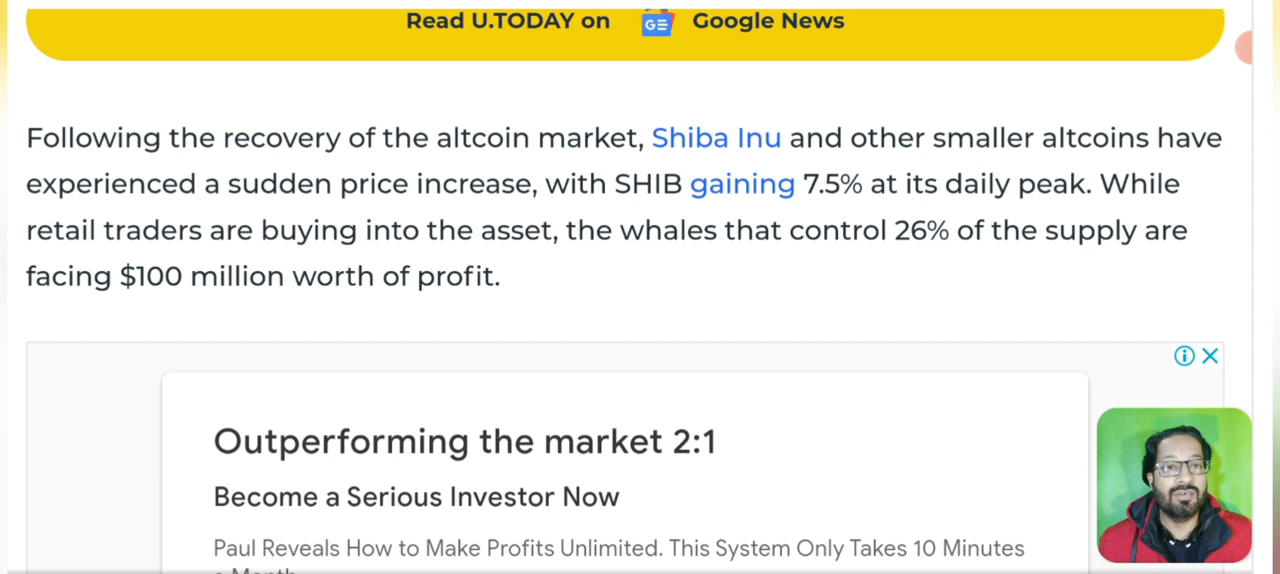 Read U.TODAY on GE Google News
Following the recovery of the altcoin market, Shiba Inu and other smaller altcoins have
experienced a sudden price increase, with SHIB gaining 7.5% at its daily peak. While
retail traders are buying into the asset, the whales that control 26% of the supply are
facing $100 million worth of profit.
Outperforming the market 2:1
Become a Serious Investor Now
Paul Reveals How to Make Profits Unlimited. This System Only Takes 10 Minutes
a Month